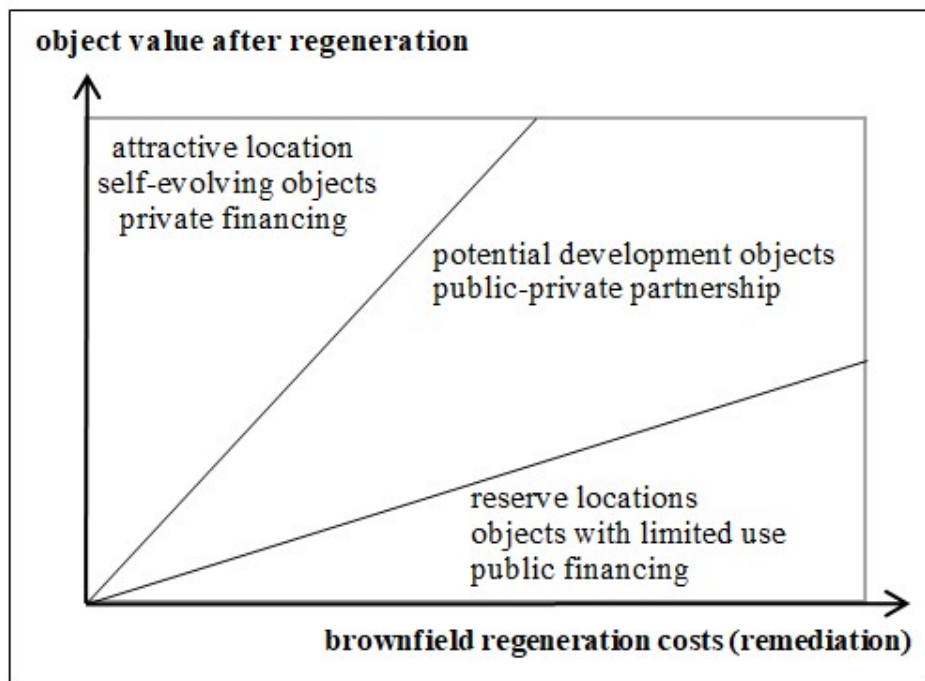 object value after regeneration
attractive location
self-evolving objects
private financing
potential development objects
public-private partnership
reserve locations
objects with limited use
public financing
brownfield regeneration costs (remediation)